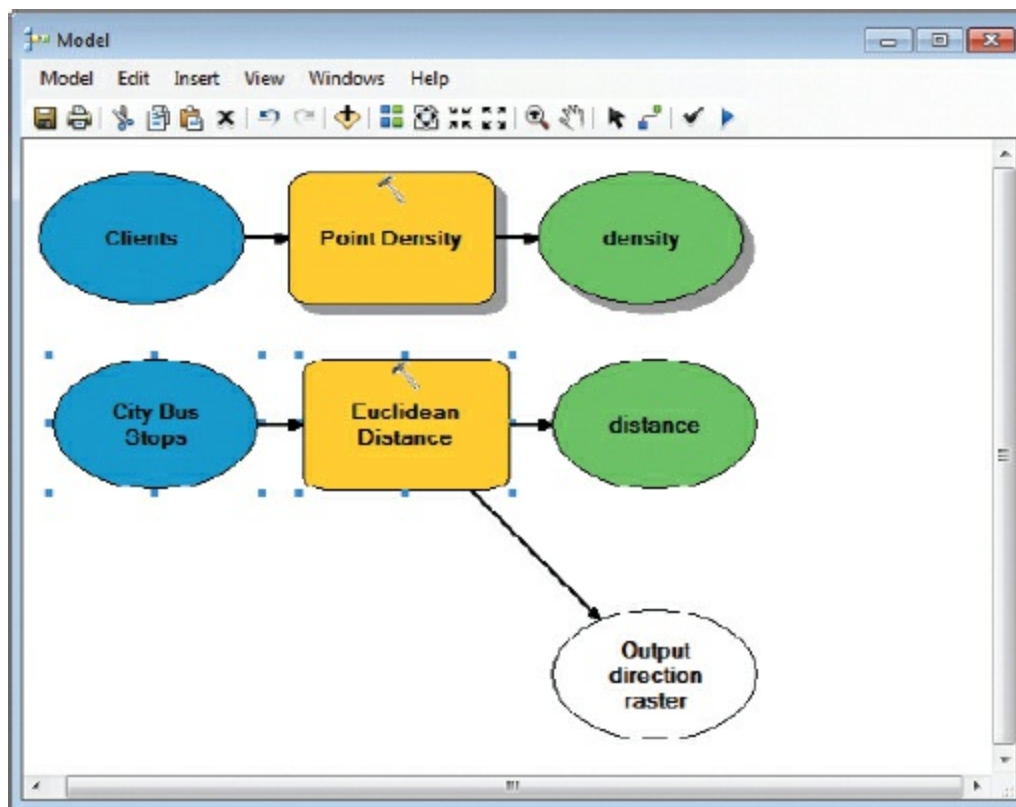 Model
Model Edit Insert View Windows Help
Clients
Point Density
density
City Bus
Stops
Euclidean
Distance
distance
Output
direction
raster